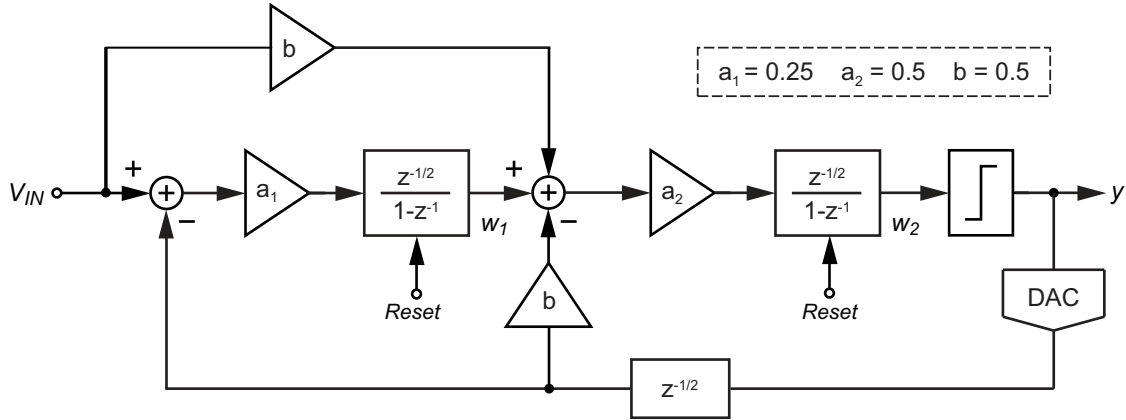 b
a₁ = 0.25 a₂ = 0.5 b = 0.5
V_IN
+
+
−
a₁
z^-1/2
1-z^-1
w₁
+
+
−
a₂
z^-1/2
1-z^-1
w₂
y
Reset
b
Reset
DAC
z^-1/2